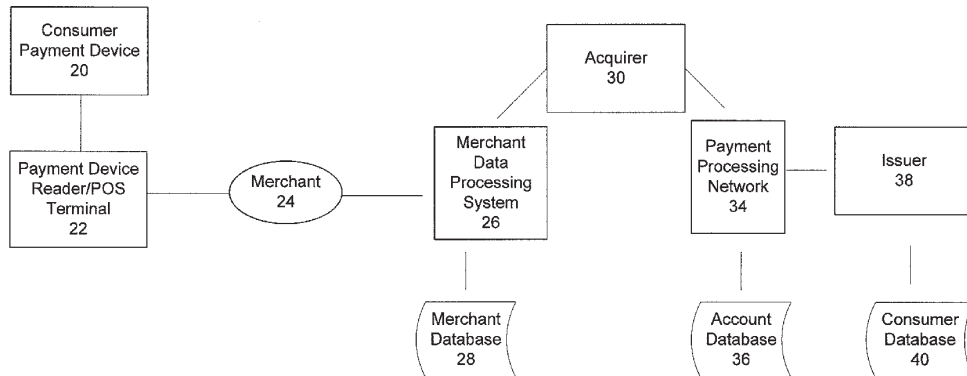 Consumer
Payment Device
20
Acquirer
30
Payment Device
Reader/POS
Terminal
22
Merchant
24
Merchant
Data
Processing
System
26
Payment
Processing
Network
34
Issuer
38
Merchant
Database
28
Account
Database
36
Consumer
Database
40